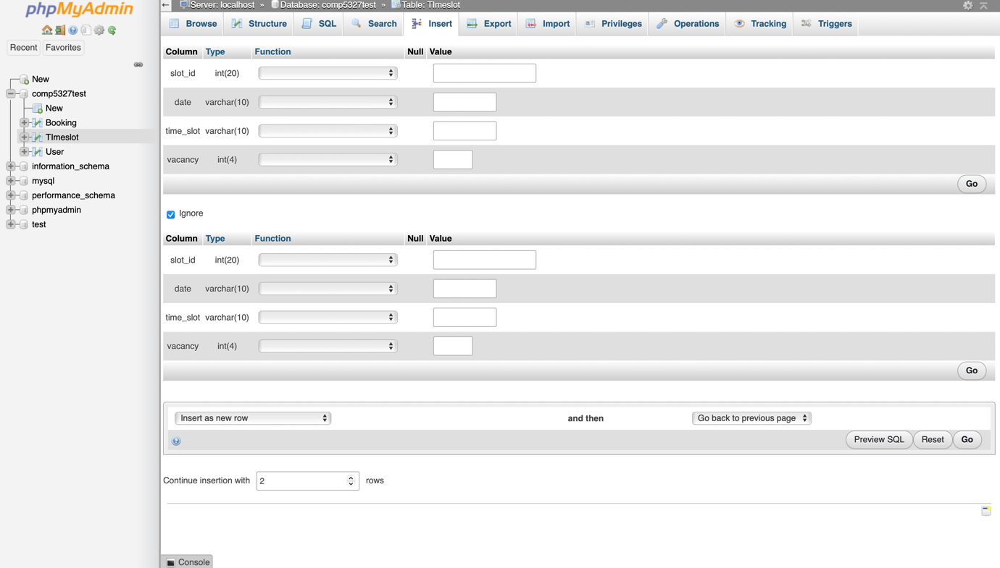 phpMyAdmin
Recent Favorites
New
comp5327test
New
Booking
TImeslot
User
information_schema
mysql
performance_schema
phpmyadmin
test
Server: localhost » Database: comp5327test » Table: TImeslot
Browse Structure SQL Search Insert Export Import Privileges Operations Tracking Triggers
Column Type Function Null Value
slot_id int(20)
date varchar(10)
time_slot varchar(10)
vacancy int(4)
Go
Ignore
Column Type Function Null Value
slot_id int(20)
date varchar(10)
time_slot varchar(10)
vacancy int(4)
Go
Insert as new row and then Go back to previous page
Preview SQL Reset Go
Continue insertion with 2 rows
Console